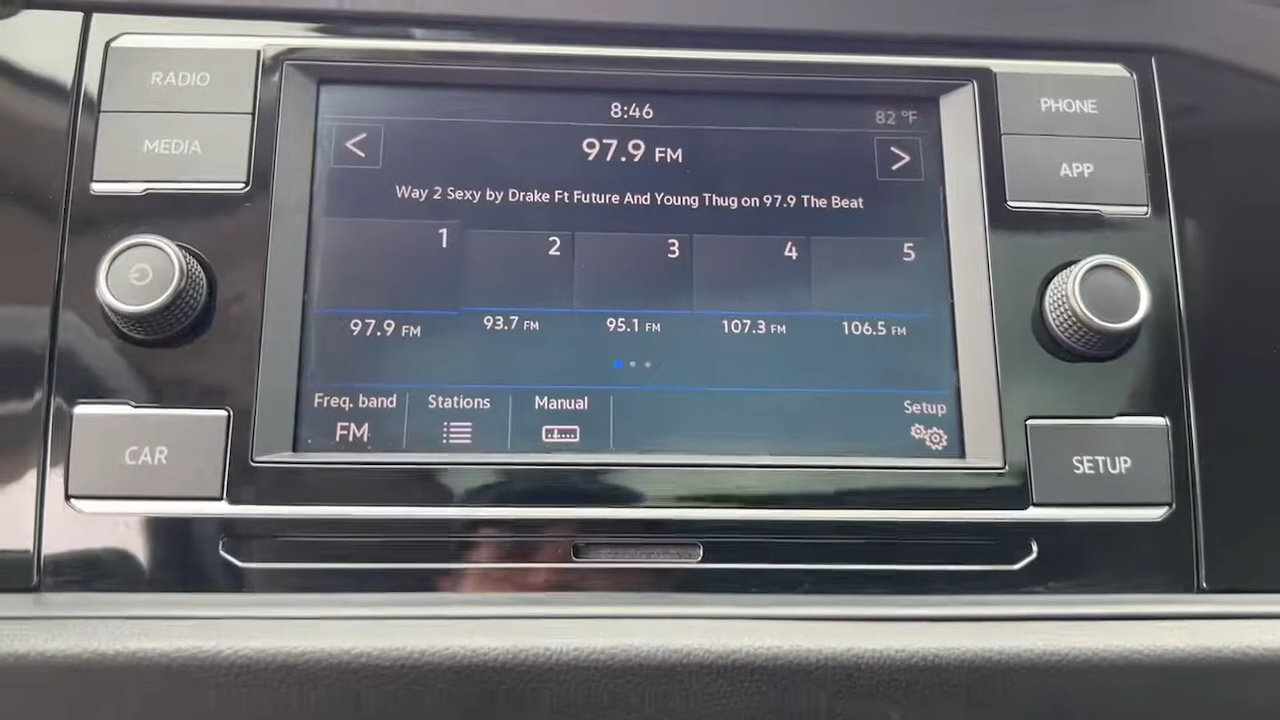 RADIO
MEDIA
8:46
82 °F
<
97.9 FM
>
Way 2 Sexy by Drake Ft Future And Young Thug on 97.9 The Beat
1
2
3
4
5
97.9 FM
93.7 FM
95.1 FM
107.3 FM
106.5 FM
Freq. band
FM
Stations
Manual
Setup
CAR
PHONE
APP
SETUP